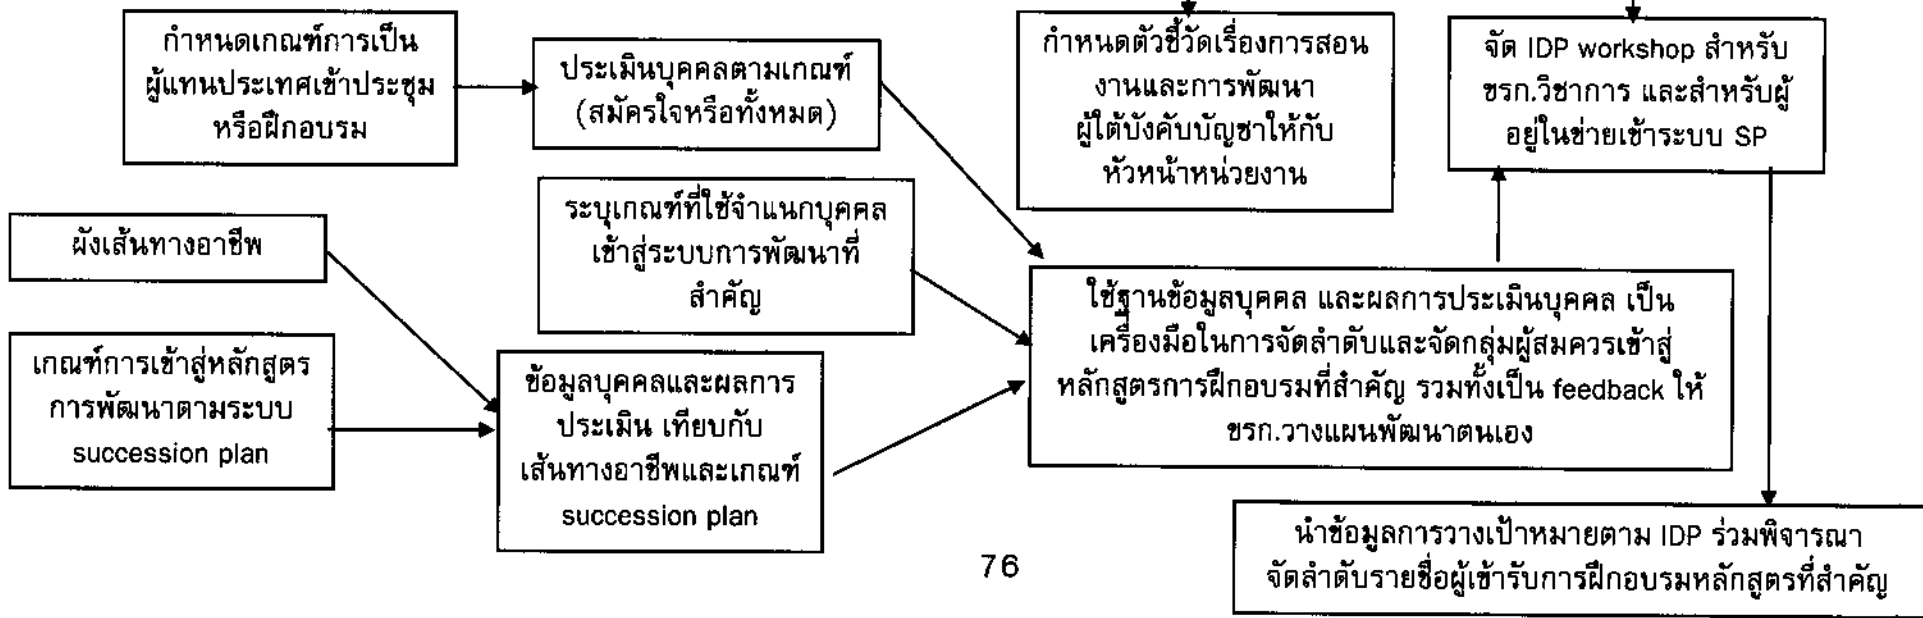 กำหนดเกณฑ์การเป็น
ผู้แทนประเทศเข้าประชุม
หรือฝึกอบรม
ประเมินบุคคลตามเกณฑ์
(สมัครใจหรือทั้งหมด)
กำหนดตัวชี้วัดเรื่องการสอน
งานและการพัฒนา
ผู้ใต้บังคับบัญชาให้กับ
หัวหน้าหน่วยงาน
จัด IDP workshop สำหรับ
ขรก.วิชาการ และสำหรับผู้
อยู่ในข่ายเข้าระบบ SP
ผังเส้นทางอาชีพ
ระบุเกณฑ์ที่ใช้จำแนกบุคคล
เข้าสู่ระบบการพัฒนาที่
สำคัญ
ใช้ฐานข้อมูลบุคคล และผลการประเมินบุคคล เป็น
เครื่องมือในการจัดลำดับและจัดกลุ่มผู้สมควรเข้าสู่
หลักสูตรการฝึกอบรมที่สำคัญ รวมทั้งเป็น feedback ให้
ขรก.วางแผนพัฒนาตนเอง
เกณฑ์การเข้าสู่หลักสูตร
การพัฒนาตามระบบ
succession plan
ข้อมูลบุคคลและผลการ
ประเมิน เทียบกับ
เส้นทางอาชีพและเกณฑ์
succession plan
นำข้อมูลการวางเป้าหมายตาม IDP ร่วมพิจารณา
จัดลำดับรายชื่อผู้เข้ารับการฝึกอบรมหลักสูตรที่สำคัญ
76